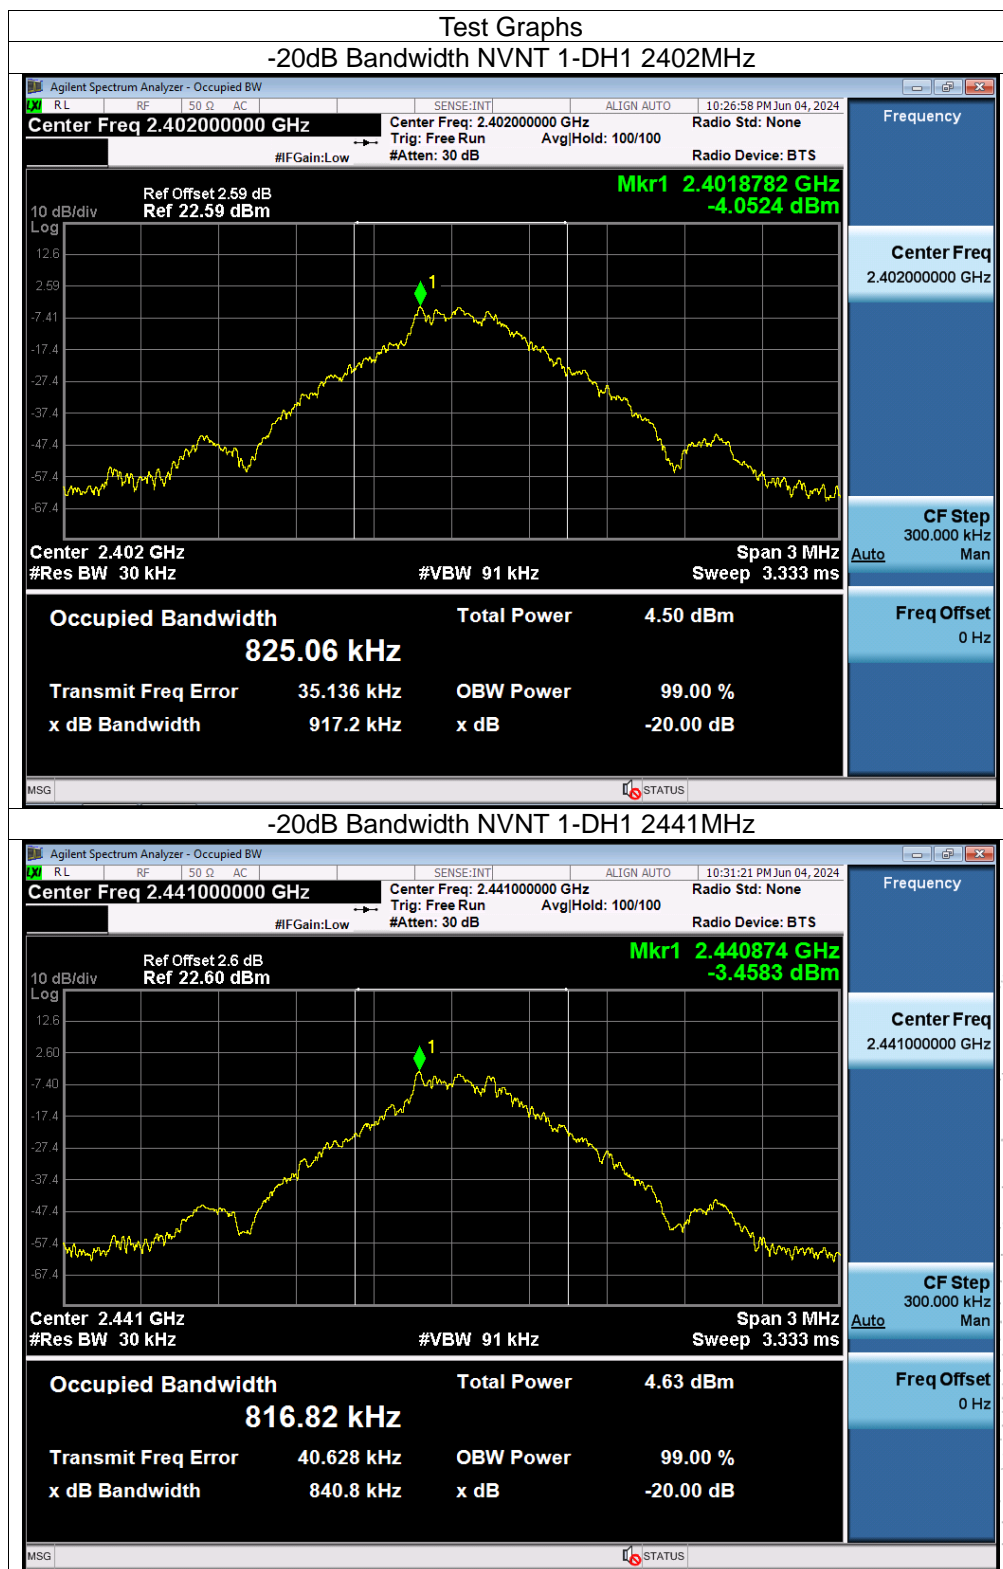 Test Graphs
-20dB Bandwidth NVNT 1-DH1 2402MHz
Agilent Spectrum Analyzer - Occupied BW
LXI RL RF 50 Ω AC SENSE:INT ALIGN AUTO 10:26:58 PM Jun 04, 2024
Center Freq 2.402000000 GHz
Center Freq: 2.402000000 GHz
Radio Std: None
Trig: Free Run Avg|Hold: 100/100
#IFGain:Low #Atten: 30 dB
Radio Device: BTS
Frequency
Mkr1 2.4018782 GHz
-4.0524 dBm
Ref Offset 2.59 dB
10 dB/div Ref 22.59 dBm
Log
12.6
2.59
-7.41
-17.4
-27.4
-37.4
-47.4
-57.4
-67.4
1
Center Freq
2.402000000 GHz
CF Step
300.000 kHz
Auto Man
Freq Offset
0 Hz
Center 2.402 GHz Span 3 MHz
#Res BW 30 kHz #VBW 91 kHz Sweep 3.333 ms
Occupied Bandwidth Total Power 4.50 dBm
825.06 kHz
Transmit Freq Error 35.136 kHz OBW Power 99.00 %
x dB Bandwidth 917.2 kHz x dB -20.00 dB
MSG STATUS
-20dB Bandwidth NVNT 1-DH1 2441MHz
Agilent Spectrum Analyzer - Occupied BW
LXI RL RF 50 Ω AC SENSE:INT ALIGN AUTO 10:31:21 PM Jun 04, 2024
Center Freq 2.441000000 GHz
Center Freq: 2.441000000 GHz
Radio Std: None
Trig: Free Run Avg|Hold: 100/100
#IFGain:Low #Atten: 30 dB
Radio Device: BTS
Frequency
Mkr1 2.440874 GHz
-3.4583 dBm
Ref Offset 2.6 dB
10 dB/div Ref 22.60 dBm
Log
12.6
2.60
-7.40
-17.4
-27.4
-37.4
-47.4
-57.4
-67.4
1
Center Freq
2.441000000 GHz
CF Step
300.000 kHz
Auto Man
Freq Offset
0 Hz
Center 2.441 GHz Span 3 MHz
#Res BW 30 kHz #VBW 91 kHz Sweep 3.333 ms
Occupied Bandwidth Total Power 4.63 dBm
816.82 kHz
Transmit Freq Error 40.628 kHz OBW Power 99.00 %
x dB Bandwidth 840.8 kHz x dB -20.00 dB
MSG STATUS